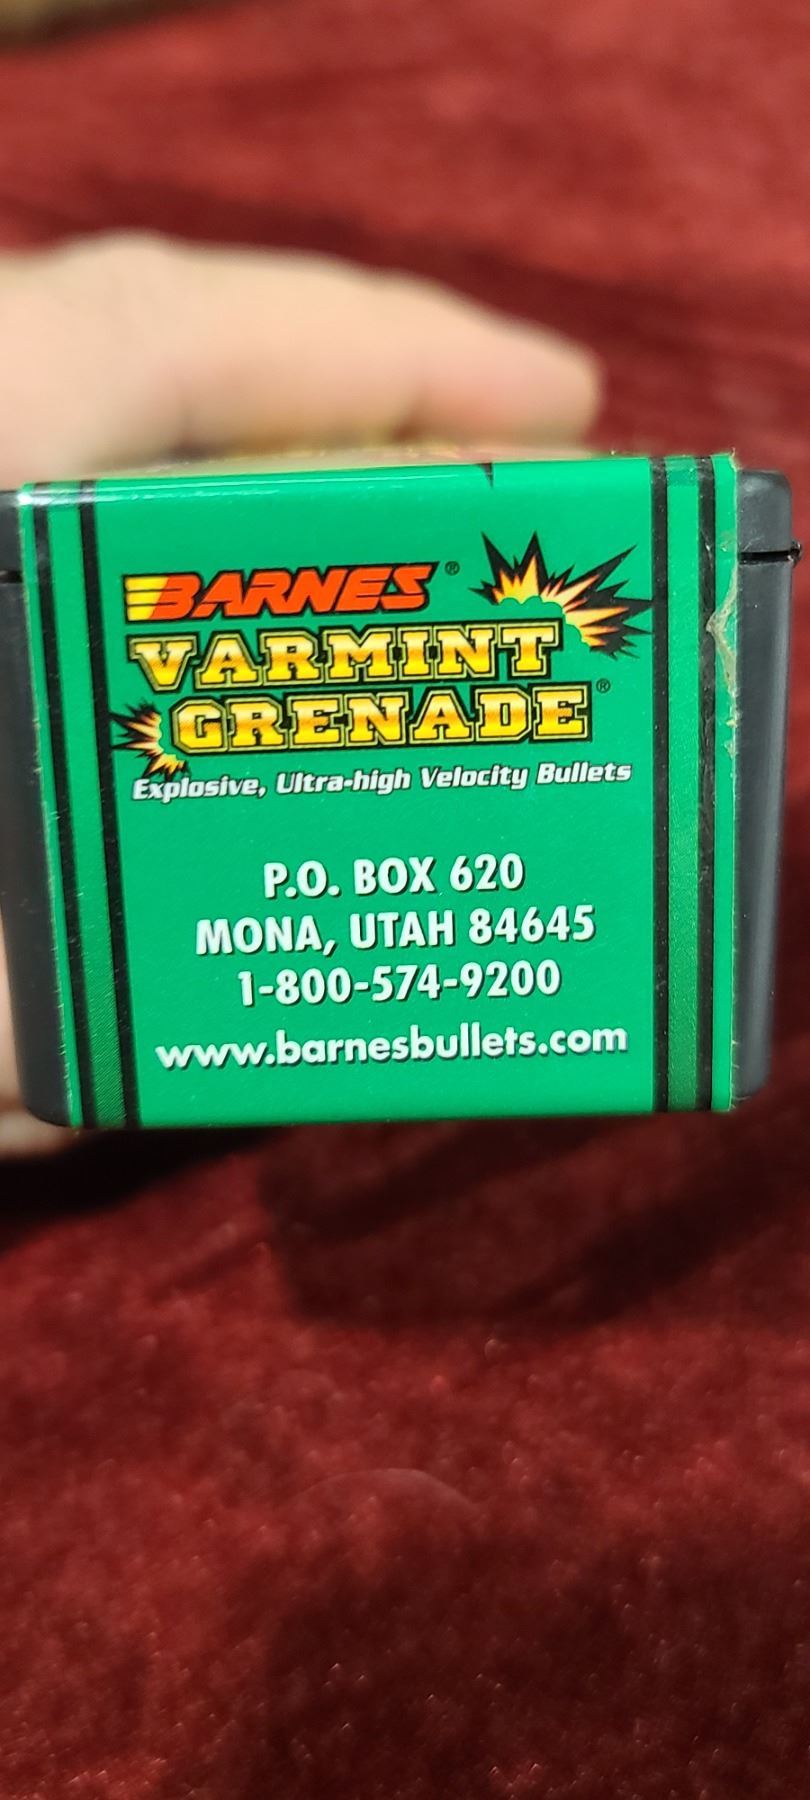 BARNES®
VARMINT
GRENADE®
Explosive, Ultra-high Velocity Bullets
P.O. BOX 620
MONA, UTAH 84645
1-800-574-9200
www.barnesbullets.com